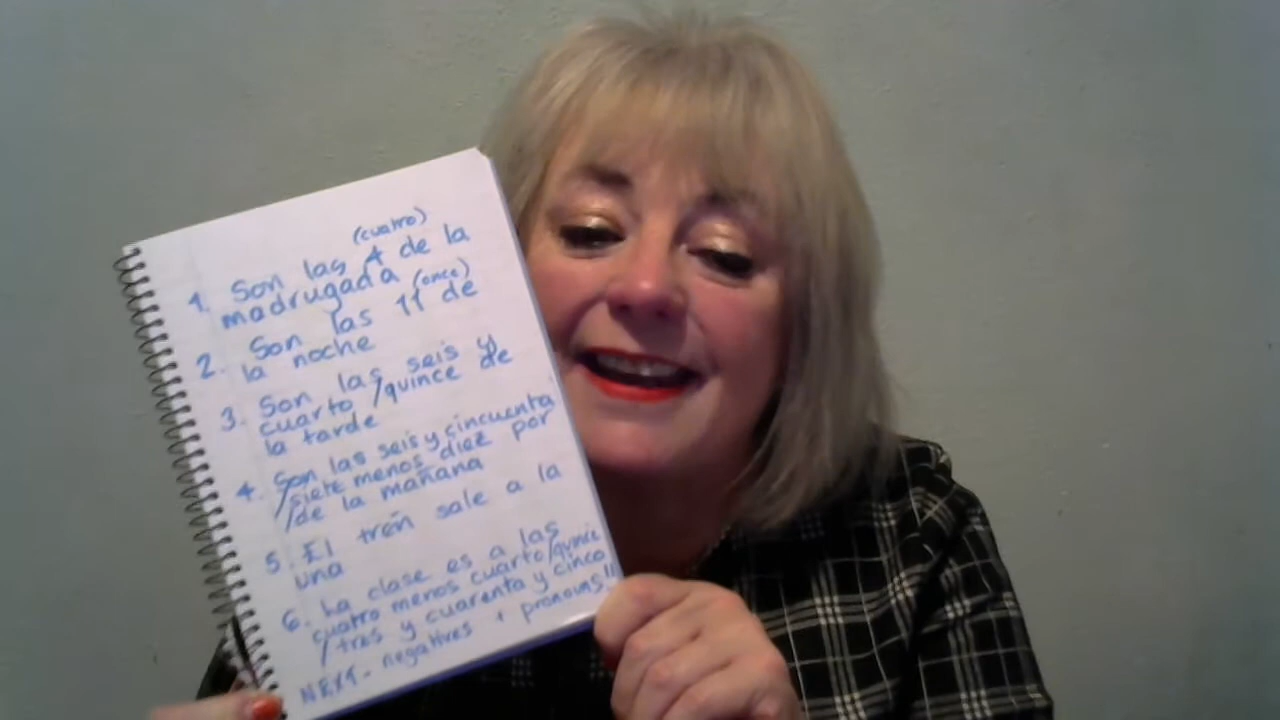 (cuatro)
1. Son las 4 de la
madrugada (once)
2. Son las 11 de
la noche
3. Son las seis y
cuarto /quince de
la tarde
4. Son las seis y cincuenta
/siete menos diez por
/de la mañana
5. El tren sale a la
una
6. La clase es a las
cuatro menos cuarto/quince
/tres y cuarenta y cinco
NEXT - negatives + pronouns!!